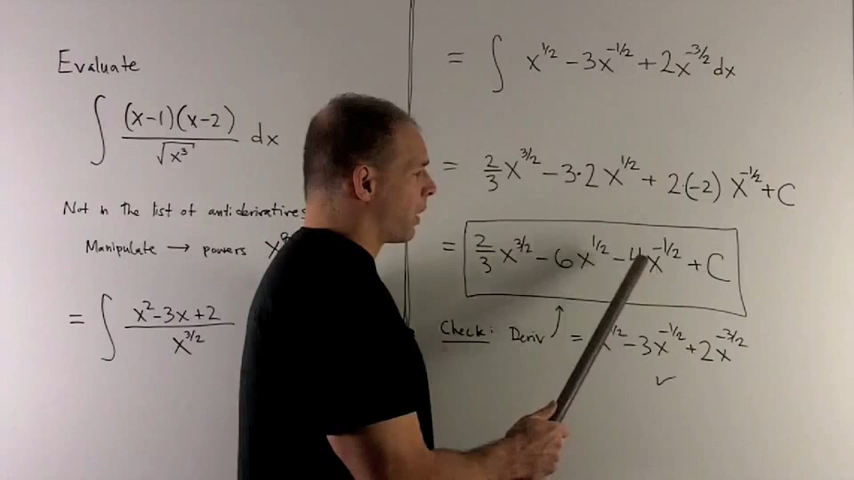 Evaluate
∫ (x-1)(x-2) / √x³ dx
Not in the list of antiderivatives
Manipulate → powers x
= ∫ x²-3x+2 / x^{3/2}
= ∫ x^{1/2} - 3x^{-1/2} + 2x^{-3/2} dx
= 2/3 x^{3/2} - 3·2 x^{1/2} + 2·(-2) x^{-1/2} + C
= 2/3 x^{3/2} - 6x^{1/2} - 4x^{-1/2} + C
Check: Deriv ↑ = x^{1/2} - 3x^{-1/2} + 2x^{-3/2}
✓